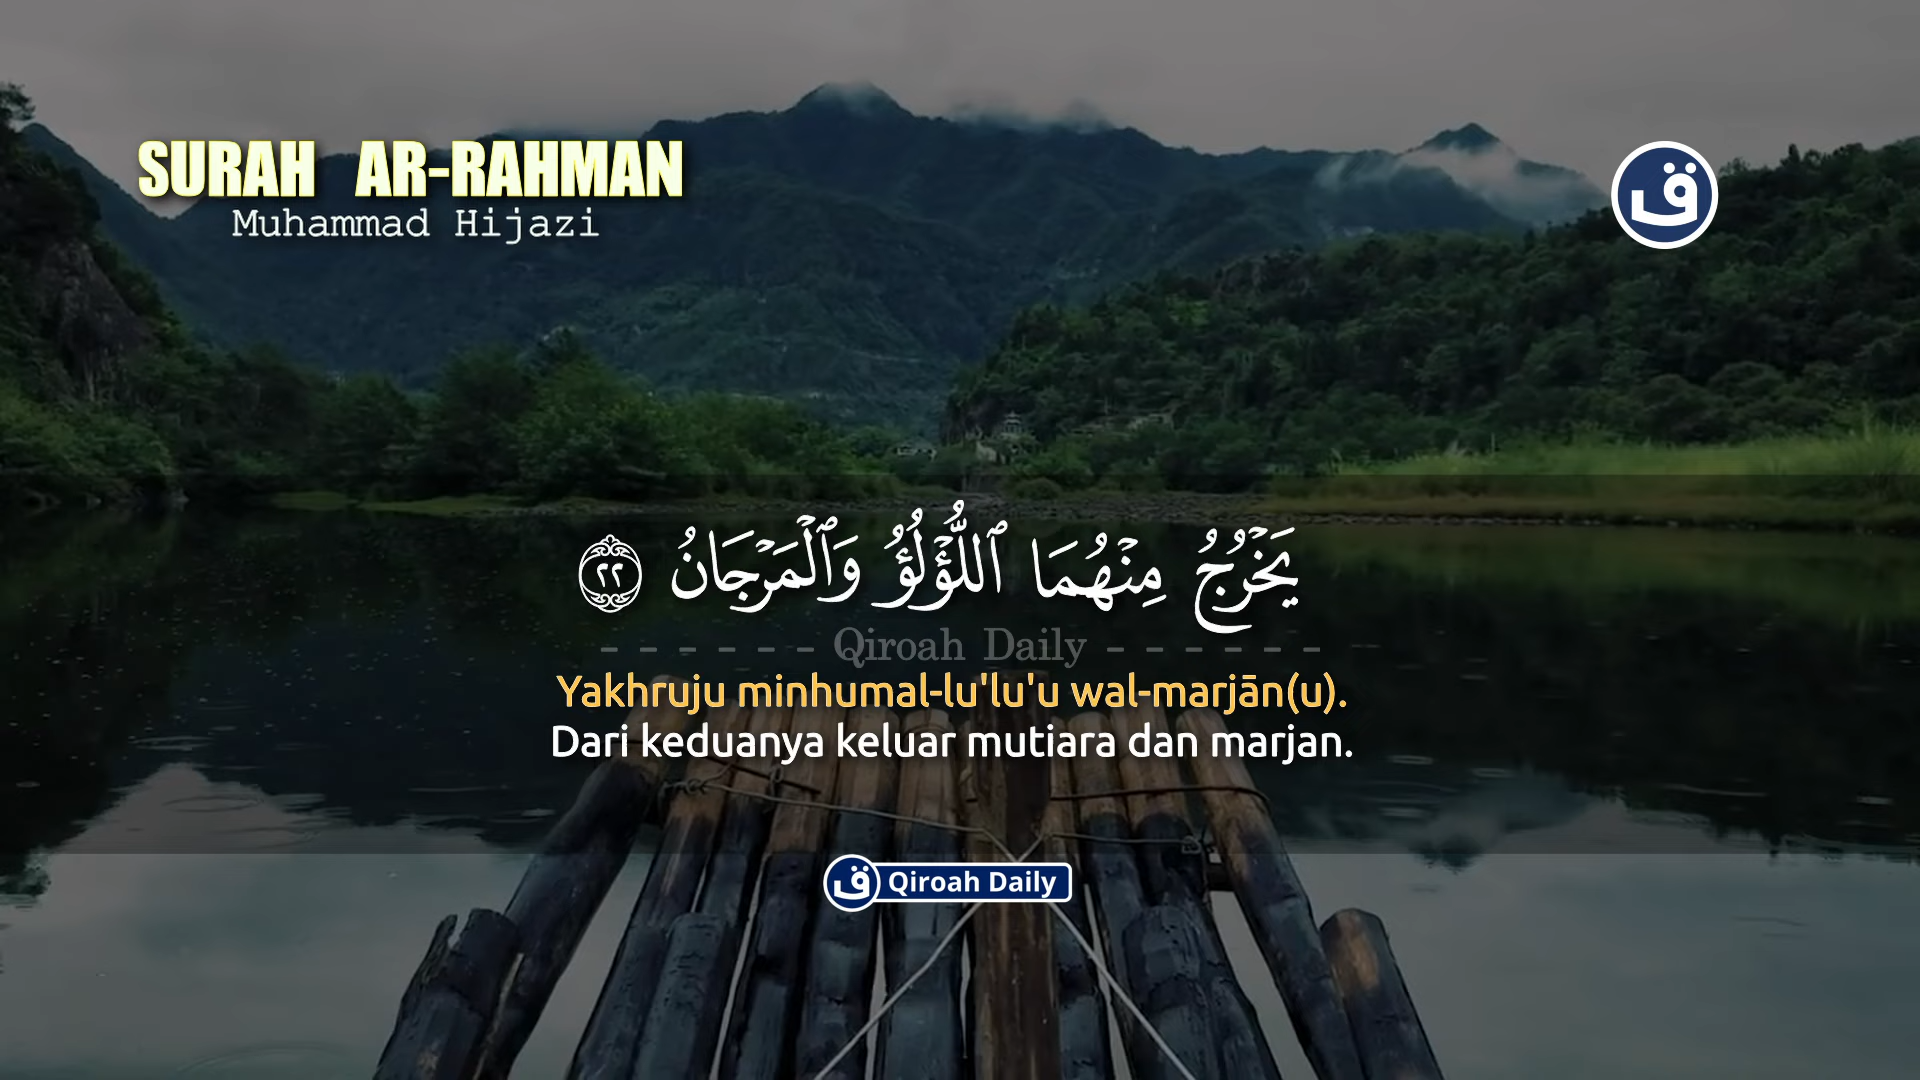 SURAH AR-RAHMAN
Muhammad Hijazi
ق
يَخْرُجُ مِنْهُمَا ٱللُّؤْلُؤُ وَٱلْمَرْجَانُ ٢٢
- - - - - - Qiroah Daily - - - - - -
Yakhruju minhumal-lu'lu'u wal-marjān(u).
Dari keduanya keluar mutiara dan marjan.
ق Qiroah Daily